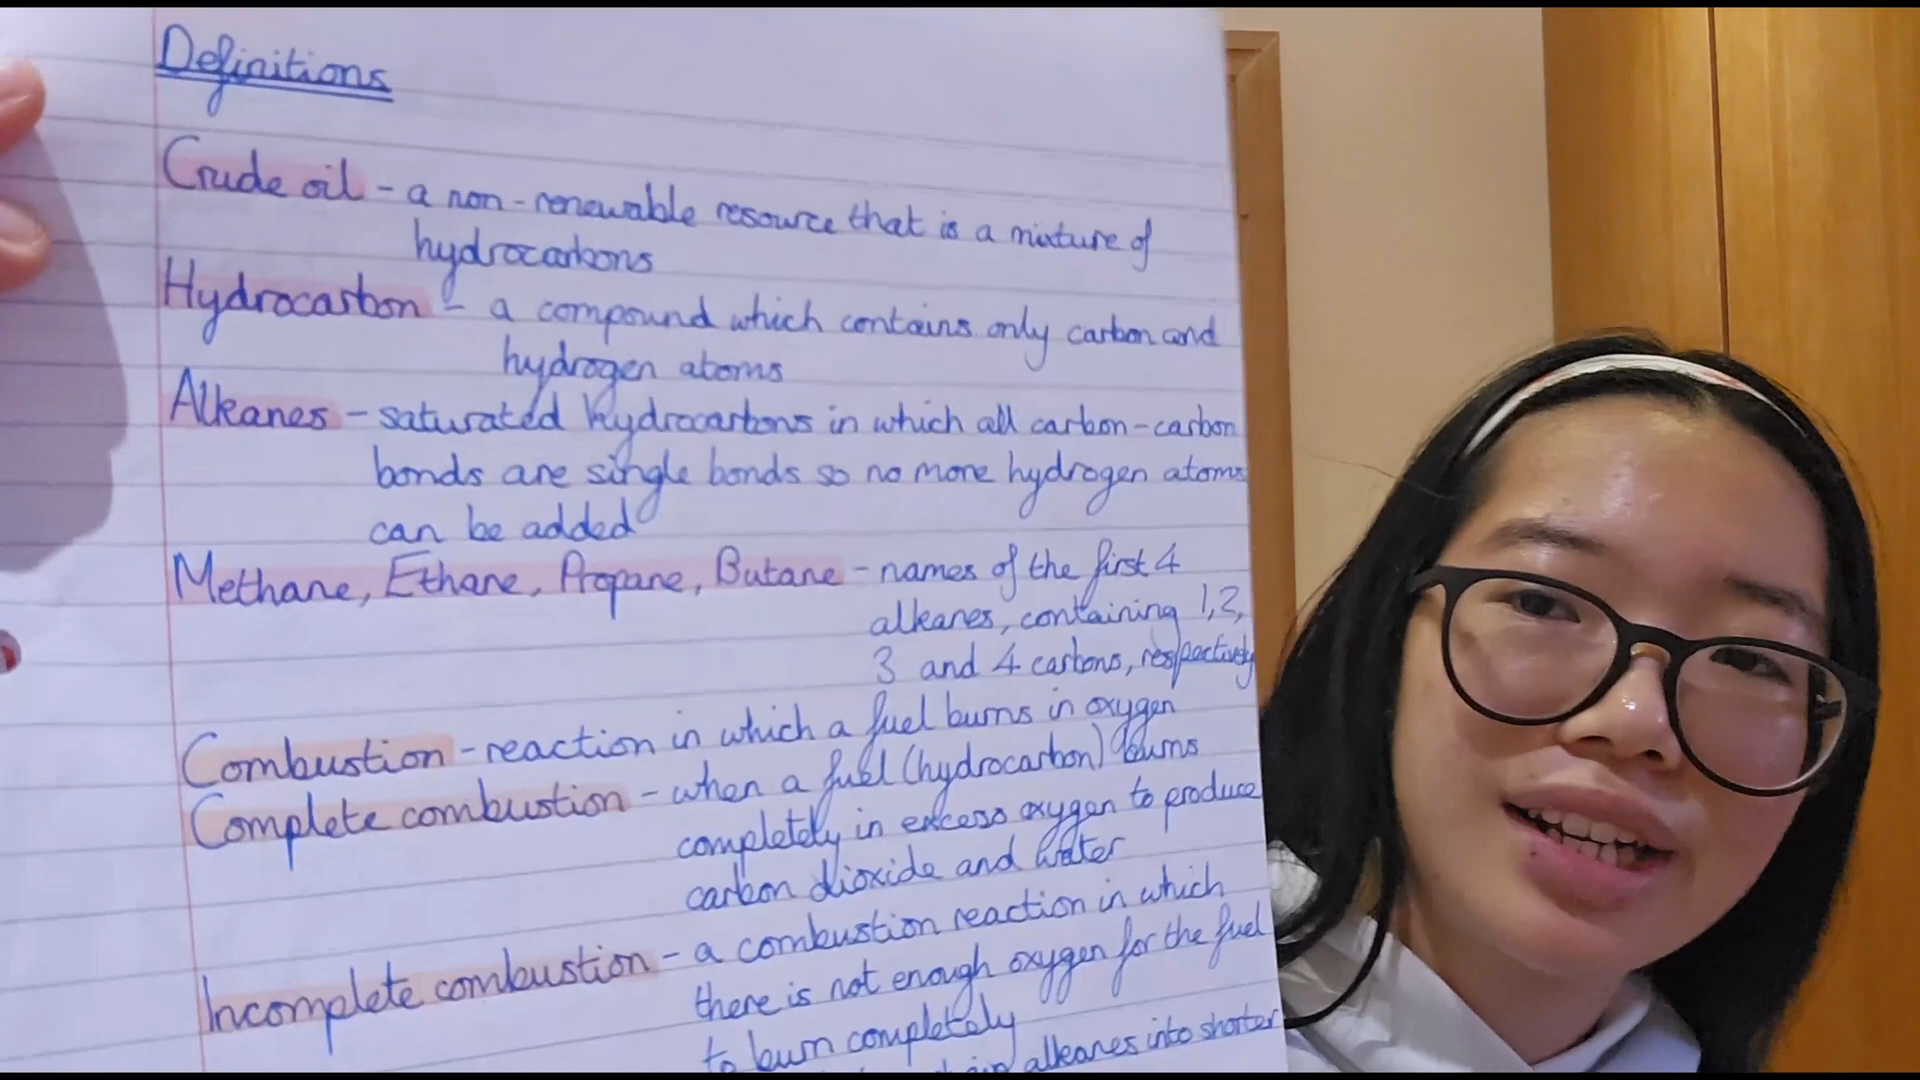 Definitions
Crude oil - a non-renewable resource that is a mixture of
hydrocarbons
Hydrocarbon - a compound which contains only carbon and
hydrogen atoms
Alkanes - saturated hydrocarbons in which all carbon-carbon
bonds are single bonds so no more hydrogen atoms
can be added
Methane, Ethane, Propane, Butane - names of the first 4
alkanes, containing 1, 2,
3 and 4 carbons, respectively
Combustion - reaction in which a fuel burns in oxygen
Complete combustion - when a fuel (hydrocarbon) burns
completely in excess oxygen to produce
carbon dioxide and water
Incomplete combustion - a combustion reaction in which
there is not enough oxygen for the fuel
to burn completely
alkanes into shorter